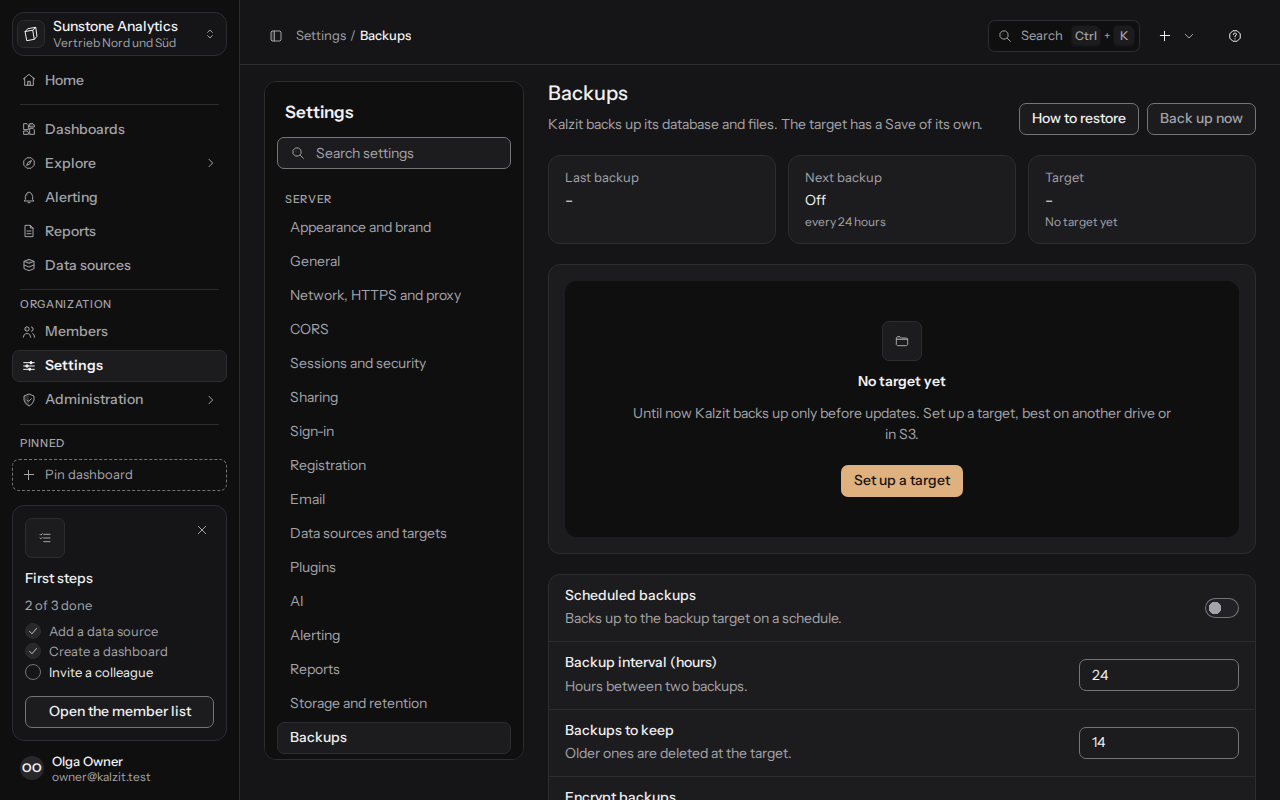 Sunstone Analytics
Vertrieb Nord und Süd
Home
Dashboards
Explore
Alerting
Reports
Data sources
ORGANIZATION
Members
Settings
Administration
PINNED
Pin dashboard
First steps
2 of 3 done
Add a data source
Create a dashboard
Invite a colleague
Open the member list
OO
Olga Owner
owner@kalzit.test
Settings / Backups
Search Ctrl + K
Settings
Search settings
SERVER
Appearance and brand
General
Network, HTTPS and proxy
CORS
Sessions and security
Sharing
Sign-in
Registration
Email
Data sources and targets
Plugins
AI
Alerting
Reports
Storage and retention
Backups
Backups
Kalzit backs up its database and files. The target has a Save of its own.
How to restore
Back up now
Last backup
–
Next backup
Off
every 24 hours
Target
–
No target yet
No target yet
Until now Kalzit backs up only before updates. Set up a target, best on another drive or
in S3.
Set up a target
Scheduled backups
Backs up to the backup target on a schedule.
Backup interval (hours)
Hours between two backups.
24
Backups to keep
Older ones are deleted at the target.
14
Encrypt backups